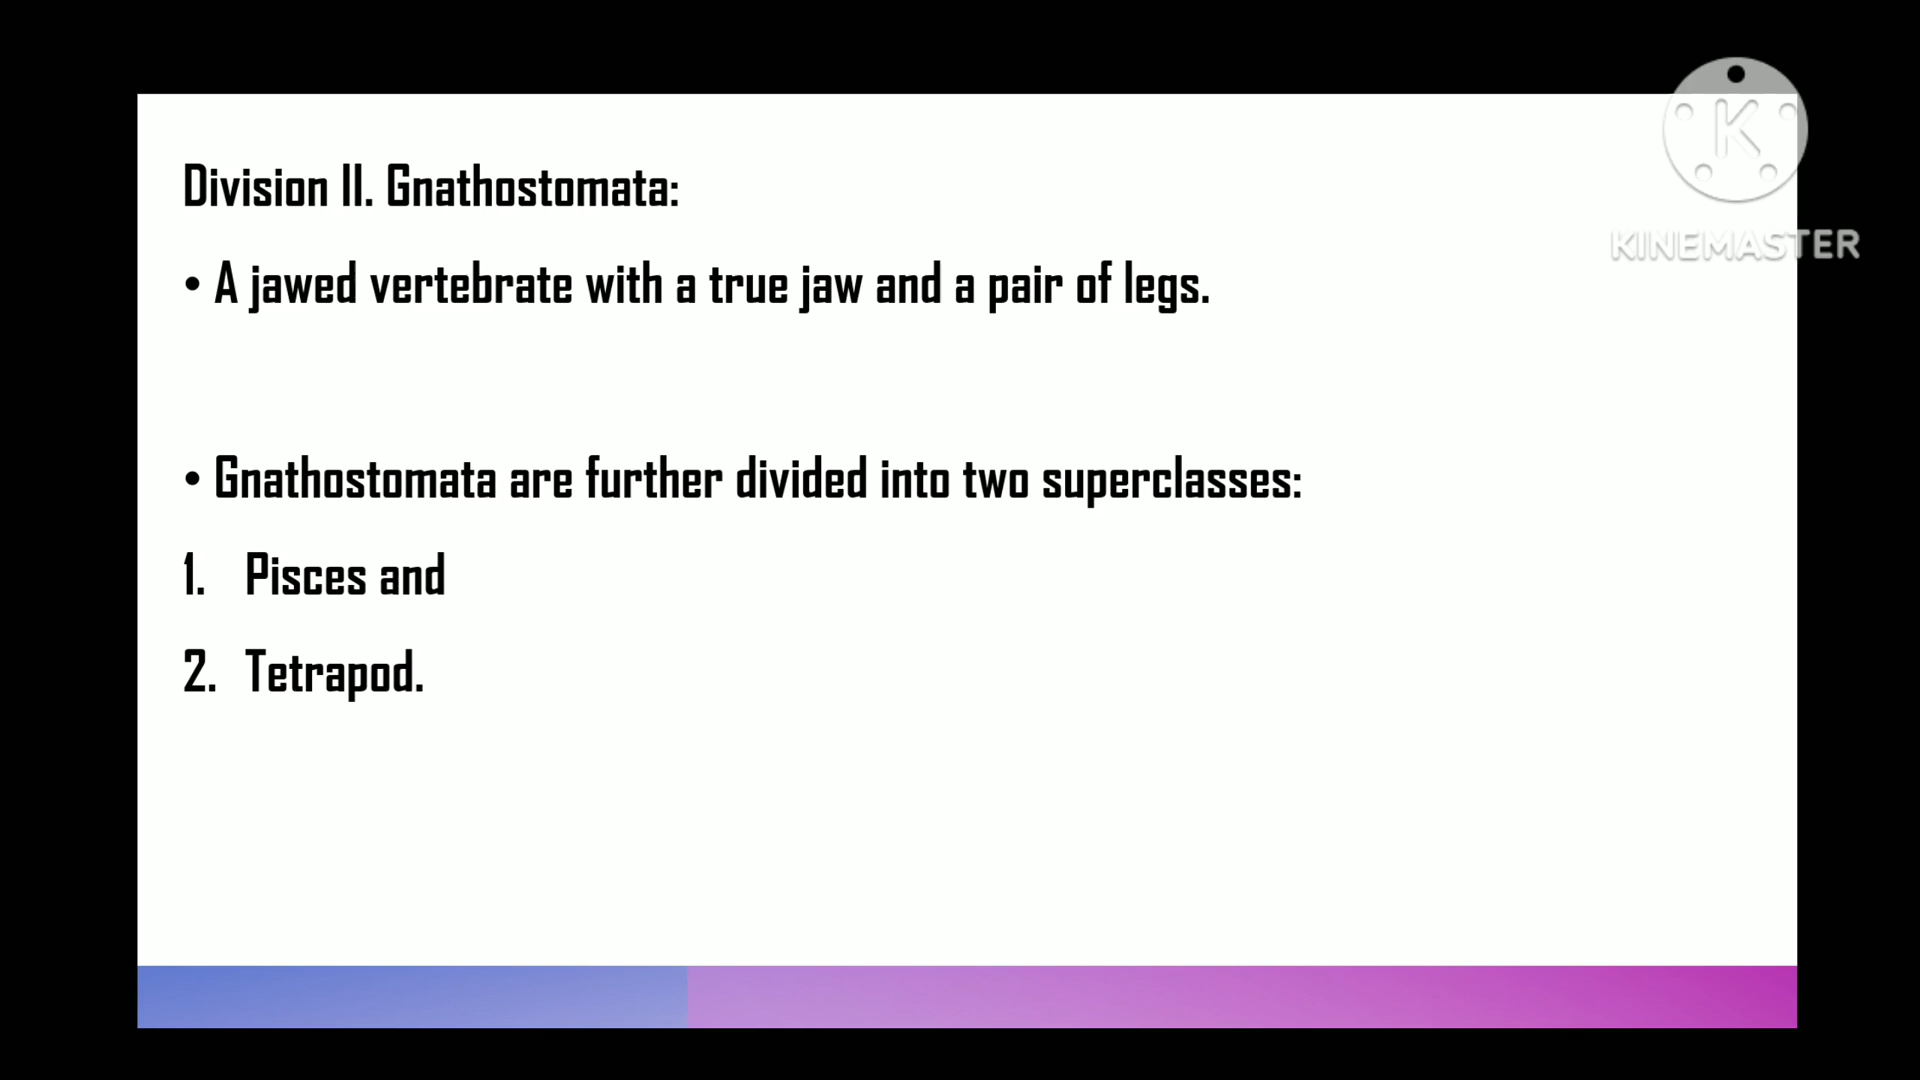 Division II. Gnathostomata:
• A jawed vertebrate with a true jaw and a pair of legs.
• Gnathostomata are further divided into two superclasses:
1. Pisces and
2. Tetrapod.
K
KINEMASTER